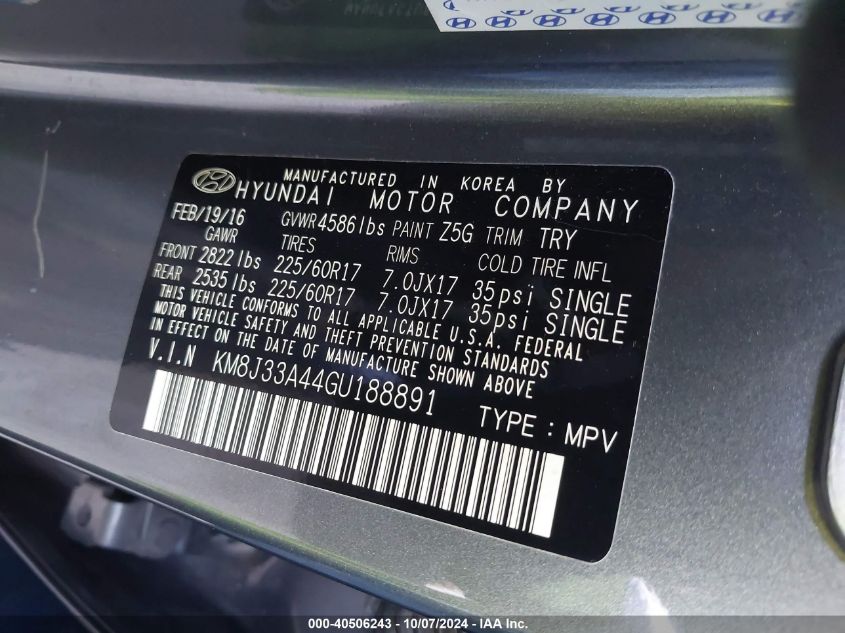 MANUFACTURED IN KOREA BY
HYUNDAI MOTOR COMPANY
FEB/19/16 GVWR 4586 lbs PAINT Z5G TRIM TRY
GAWR TIRES RIMS COLD TIRE INFL
FRONT 2822 lbs 225/60R17 7.0JX17 35psi SINGLE
REAR 2535 lbs 225/60R17 7.0JX17 35psi SINGLE
THIS VEHICLE CONFORMS TO ALL APPLICABLE U.S.A. FEDERAL
MOTOR VEHICLE SAFETY AND THEFT PREVENTION STANDARDS
IN EFFECT ON THE DATE OF MANUFACTURE SHOWN ABOVE
V.I.N KM8J33A44GU188891
TYPE : MPV
000-40506243 - 10/07/2024 - IAA Inc.